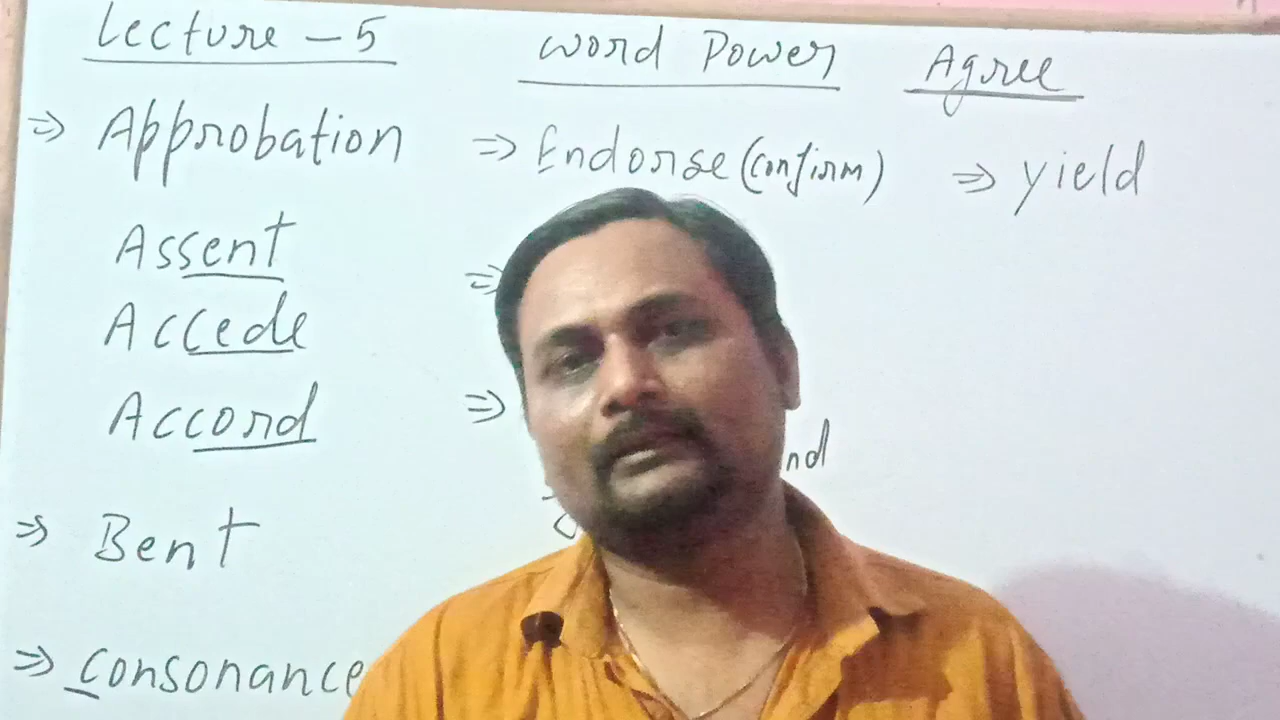 Lecture - 5
Word Power
Agree
⇒ Approbation
Assent
Accede
Accord
⇒ Bent
⇒ Consonance
⇒ Endorse (confirm)
⇒
⇒
nd
⇒ yield